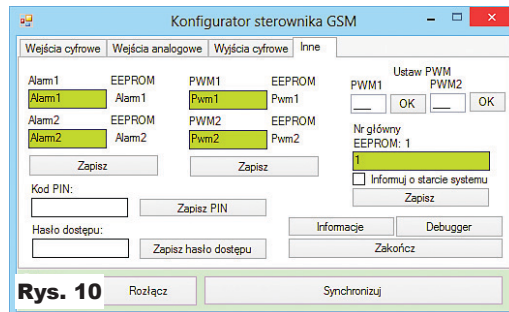 Konfigurator sterownika GSM
Wejścia cyfrowe Wejścia analogowe Wyjścia cyfrowe Inne
Alarm1 EEPROM
Alarm1 Alarm1
Alarm2 EEPROM
Alarm2 Alarm2
Zapisz
PWM1 EEPROM
Pwm1 Pwm1
PWM2 EEPROM
Pwm2 Pwm2
Zapisz
Ustaw PWM
PWM1 PWM2
___ OK ___ OK
Nr główny
EEPROM: 1
1
Informuj o starcie systemu
Zapisz
Kod PIN:
Zapisz PIN
Hasło dostępu:
Zapisz hasło dostępu
Informacje Debugger
Zakończ
Rys. 10 Rozłącz Synchronizuj